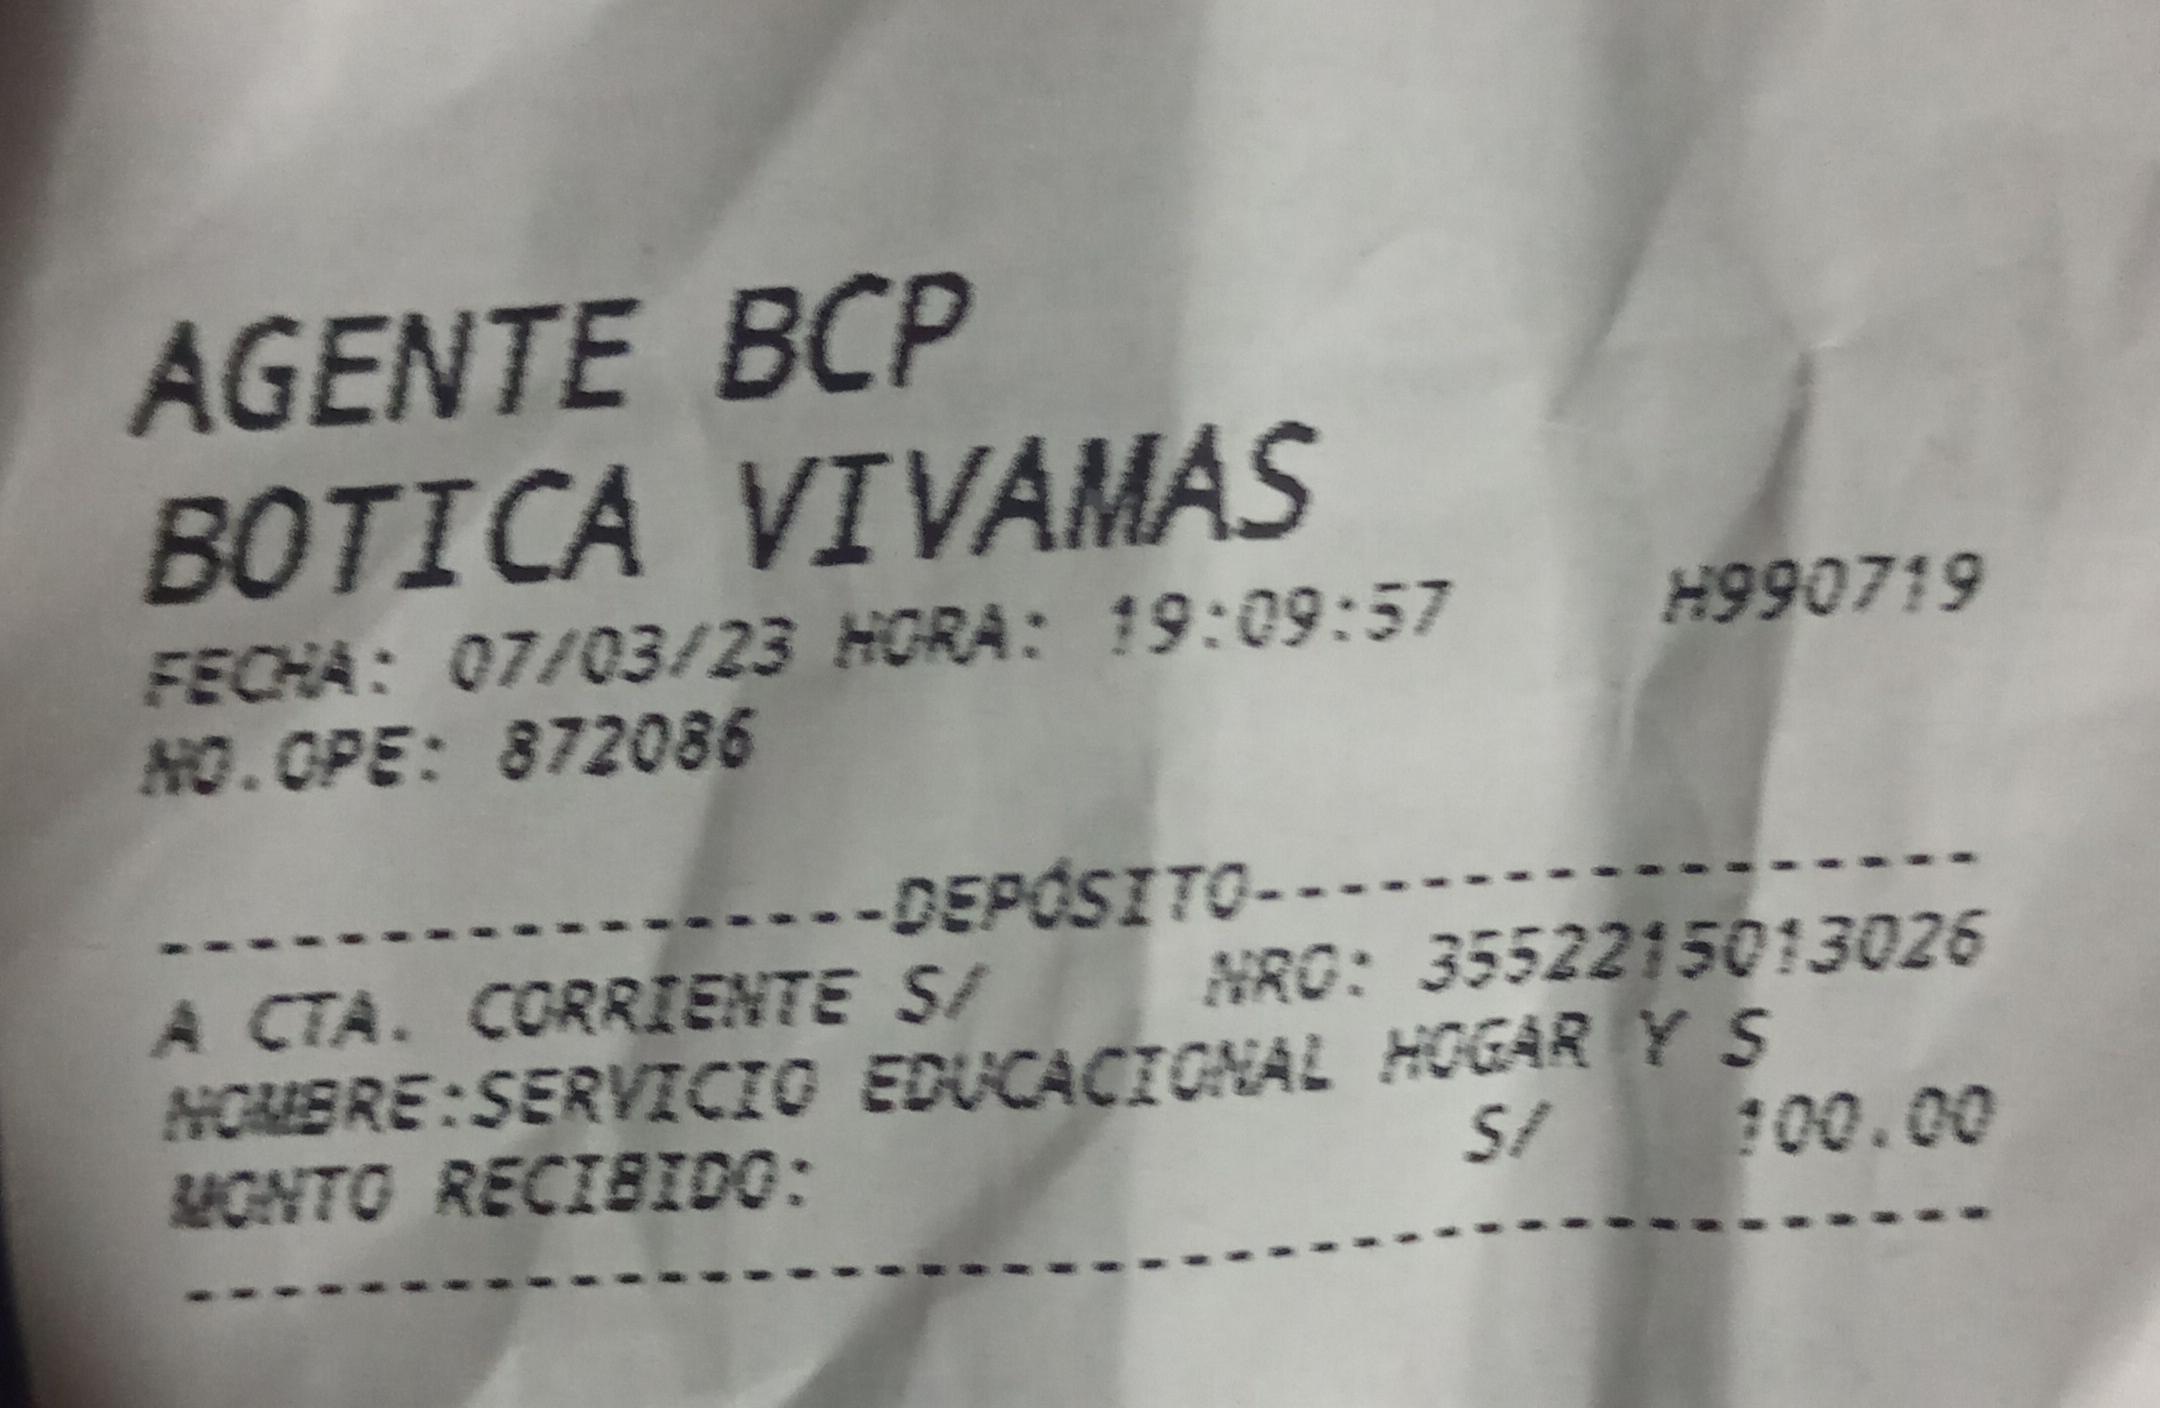 AGENTE BCP
BOTICA VIVAMAS
FECHA: 07/03/23 HORA: 19:09:57 H990719
NO.OPE: 872086
-----------------DEPÓSITO-----------------
A CTA. CORRIENTE S/ NRO: 3552215013026
NOMBRE:SERVICIO EDUCACIONAL HOGAR Y S
MONTO RECIBIDO: S/ 100.00
------------------------------------------